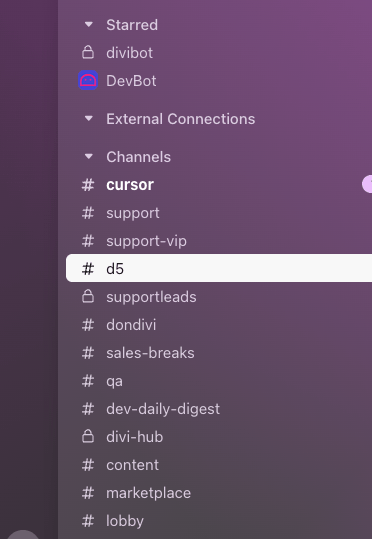 Starred
divibot
DevBot
External Connections
Channels
# cursor
# support
# support-vip
# d5
supportleads
# dondivi
# sales-breaks
# qa
# dev-daily-digest
divi-hub
# content
# marketplace
# lobby